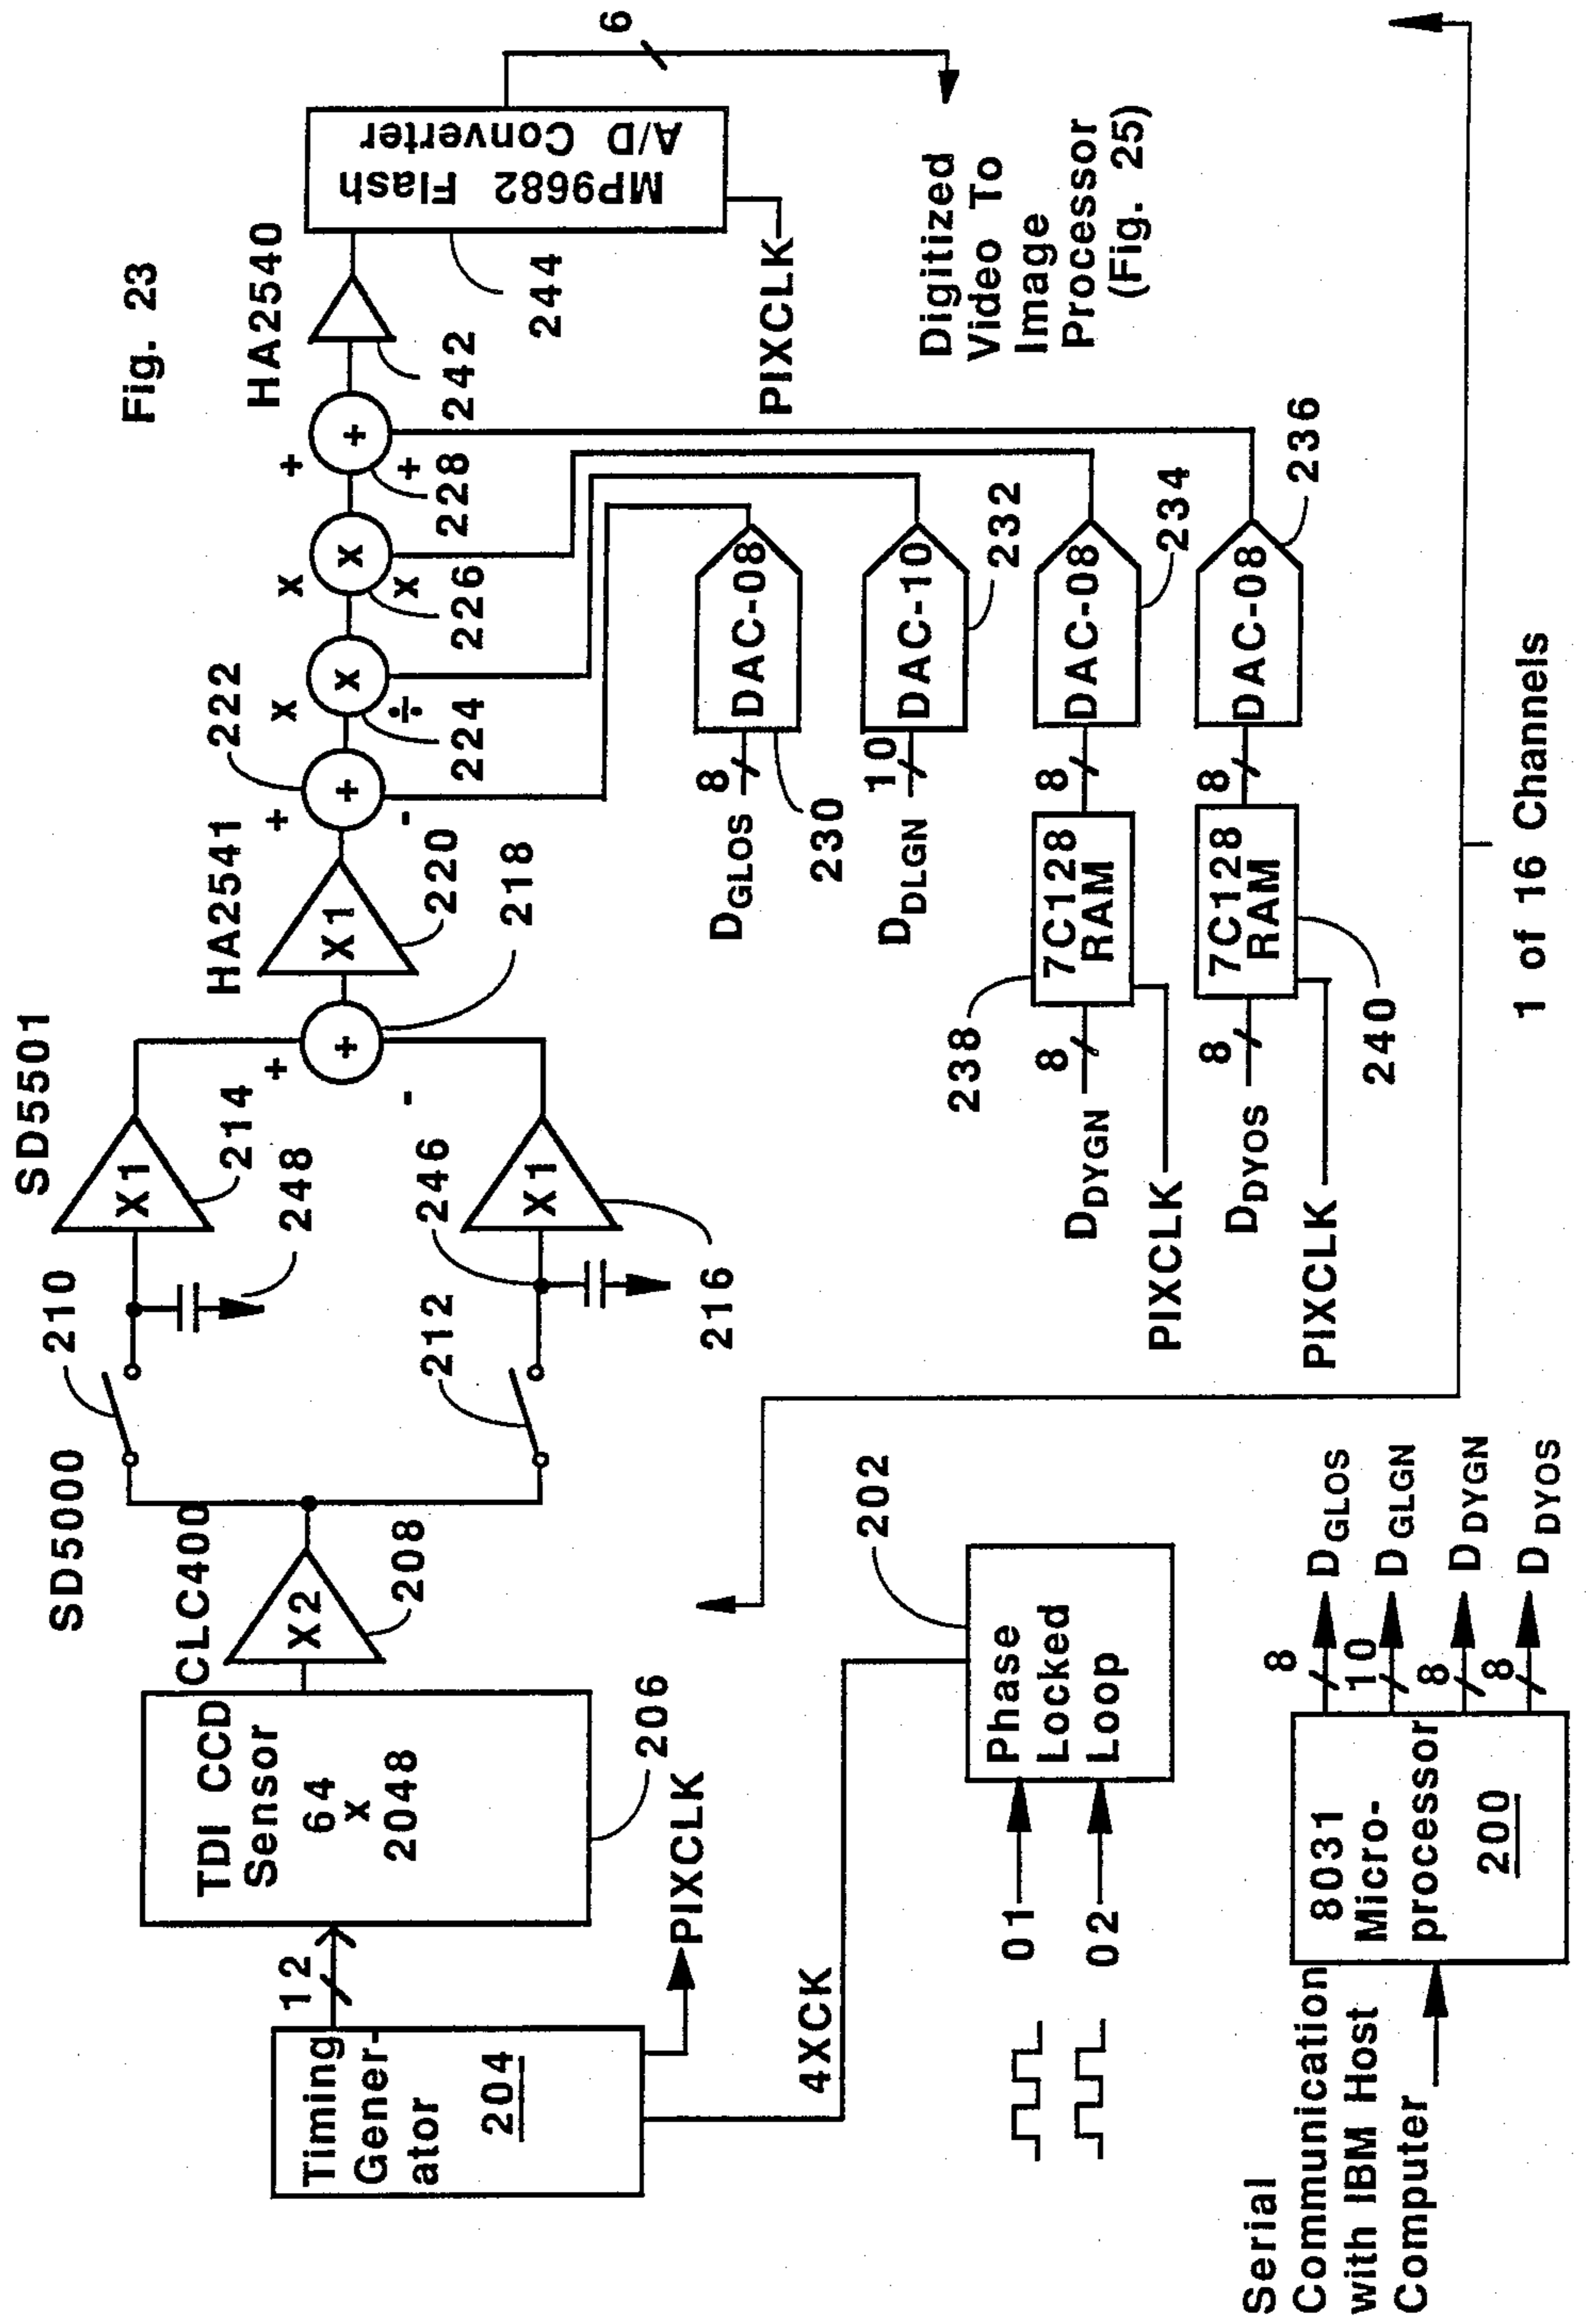 Fig. 23
SD5000
SD5501
HA2541
HA2540
CLC400
210
X1
214
248
212
246
X1
216
+
-
+
218
X1
220
222
+
-
+
x
÷
x
224
x
x
x
226
+
+
+
228
242
MP9682 Flash
A/D Converter
244
PIXCLK
6
Digitized
Video To
Image
Processor
(Fig. 25)
X2
208
TDI CCD
Sensor
64
x
2048
206
12
Timing
Gener-
ator
204
PIXCLK
4XCK
Phase
Locked
Loop
202
01
02
DGLOS
8
DAC-08
230
DDLGN
10
DAC-10
232
DDYGN
8
7C128
RAM
238
8
DAC-08
234
PIXCLK
DDYOS
8
7C128
RAM
240
8
DAC-08
236
PIXCLK
1 of 16 Channels
Serial
Communication
with IBM Host
Computer
8031
Micro-
processor
200
8
DGLOS
10
DGLGN
8
DDYGN
8
DDYOS